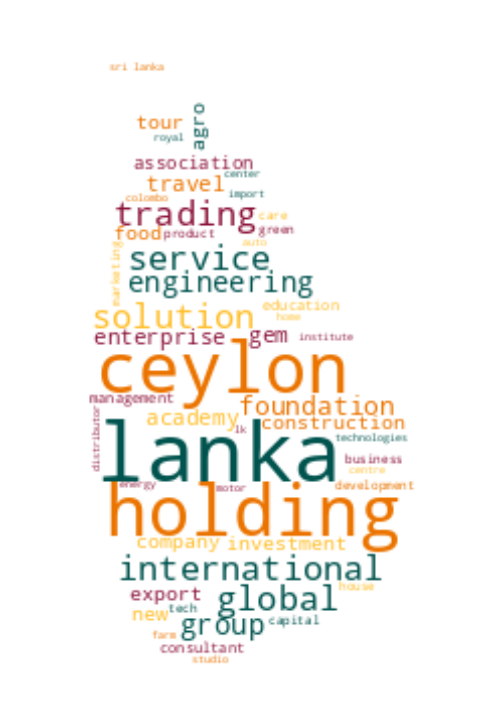 sri lanka
agro
tour
royal
association
center
travel
import
colombo
trading
care
food
product
green
auto
marketing
service
engineering
education
solution
home
enterprise
gem
institute
ceylon
management
foundation
distributor
academy
construction
lk
lanka
technologies
business
centre
energy
motor
development
holding
company
investment
international
house
export
global
new
tech
group
capital
farm
consultant
studio